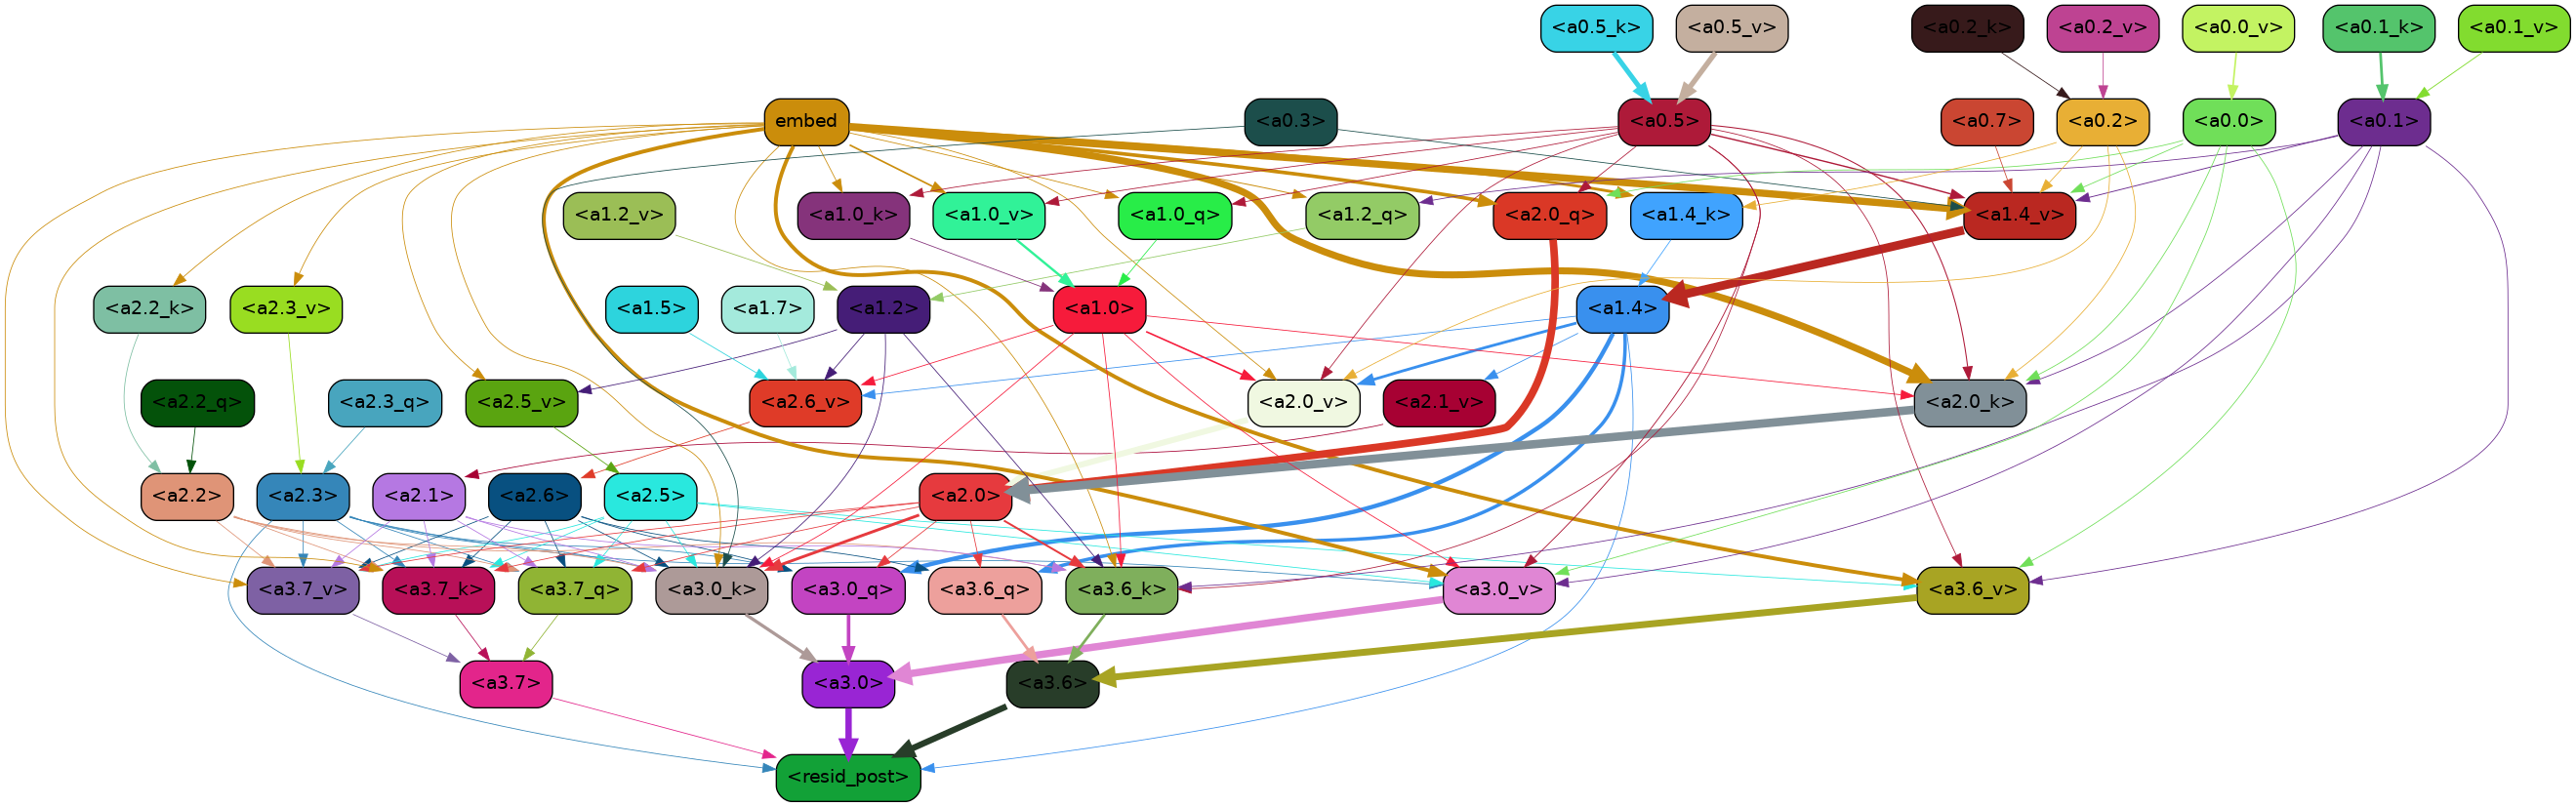 <a0.5_k> <a0.5_v> <a0.2_k> <a0.2_v> <a0.0_v> <a0.1_k> <a0.1_v>
embed <a0.3> <a0.5> <a0.7> <a0.2> <a0.0> <a0.1>
<a1.2_v> <a1.0_k> <a1.0_v> <a1.0_q> <a1.2_q> <a2.0_q> <a1.4_k> <a1.4_v>
<a2.2_k> <a2.3_v> <a1.5> <a1.7> <a1.2> <a1.0> <a1.4>
<a2.2_q> <a2.3_q> <a2.5_v> <a2.6_v> <a2.0_v> <a2.1_v> <a2.0_k>
<a2.2> <a2.3> <a2.1> <a2.6> <a2.5> <a2.0>
<a3.7_v> <a3.7_k> <a3.7_q> <a3.0_k> <a3.0_q> <a3.6_q> <a3.6_k> <a3.0_v> <a3.6_v>
<a3.7> <a3.0> <a3.6>
<resid_post>